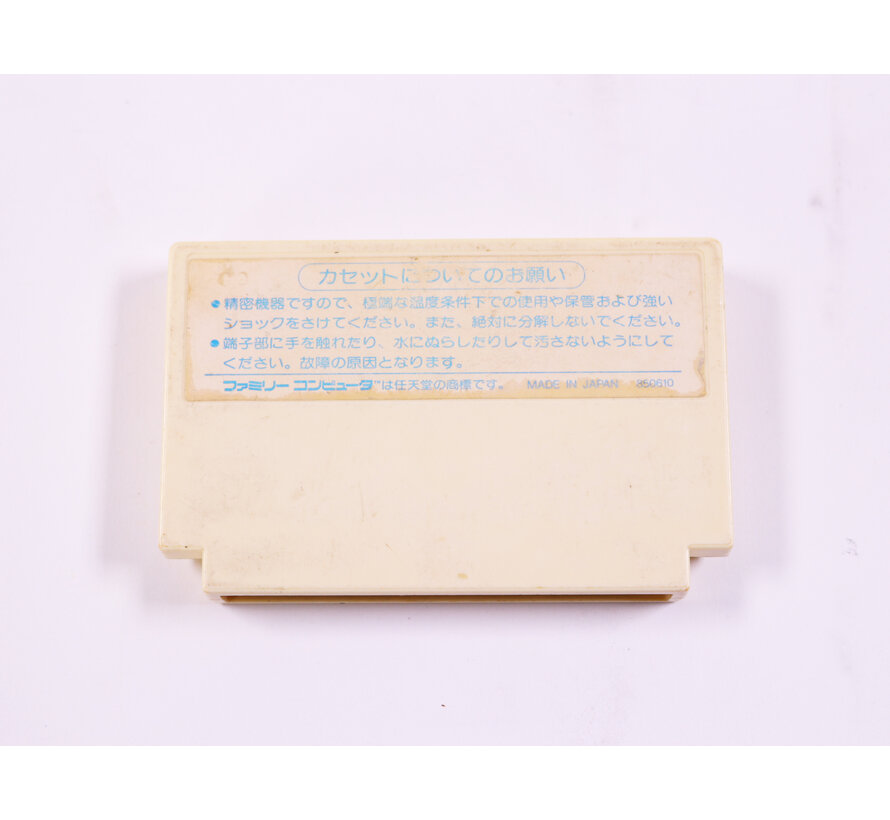 カセットについてのお願い
●精密機器ですので、極端な温度条件下での使用や保管および強い
ショックをさけてください。また、絶対に分解しないでください。
●端子部に手を触れたり、水にぬらしたりして汚さないようにして
ください。故障の原因となります。
ファミリー コンピュータ™は任天堂の商標です。 MADE IN JAPAN 850610